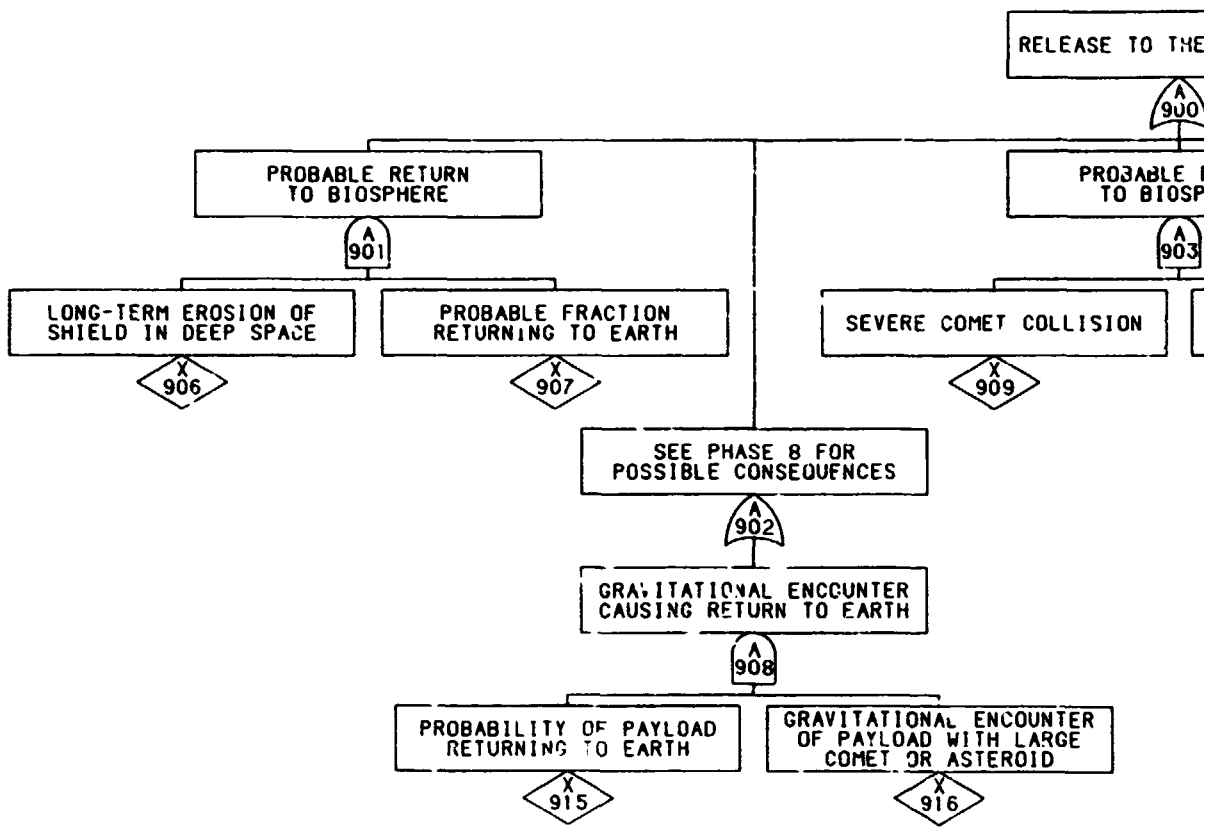 RELEASE TO THE
A
900
PROBABLE RETURN
TO BIOSPHERE
A
901
PROBABLE
TO BIOSP
A
903
LONG-TERM EROSION OF
SHIELD IN DEEP SPACE
X
906
PROBABLE FRACTION
RETURNING TO EARTH
X
907
SEVERE COMET COLLISION
X
909
SEE PHASE 8 FOR
POSSIBLE CONSEQUENCES
A
902
GRAVITATIONAL ENCOUNTER
CAUSING RETURN TO EARTH
A
908
PROBABILITY OF PAYLOAD
RETURNING TO EARTH
X
915
GRAVITATIONAL ENCOUNTER
OF PAYLOAD WITH LARGE
COMET OR ASTEROID
X
916